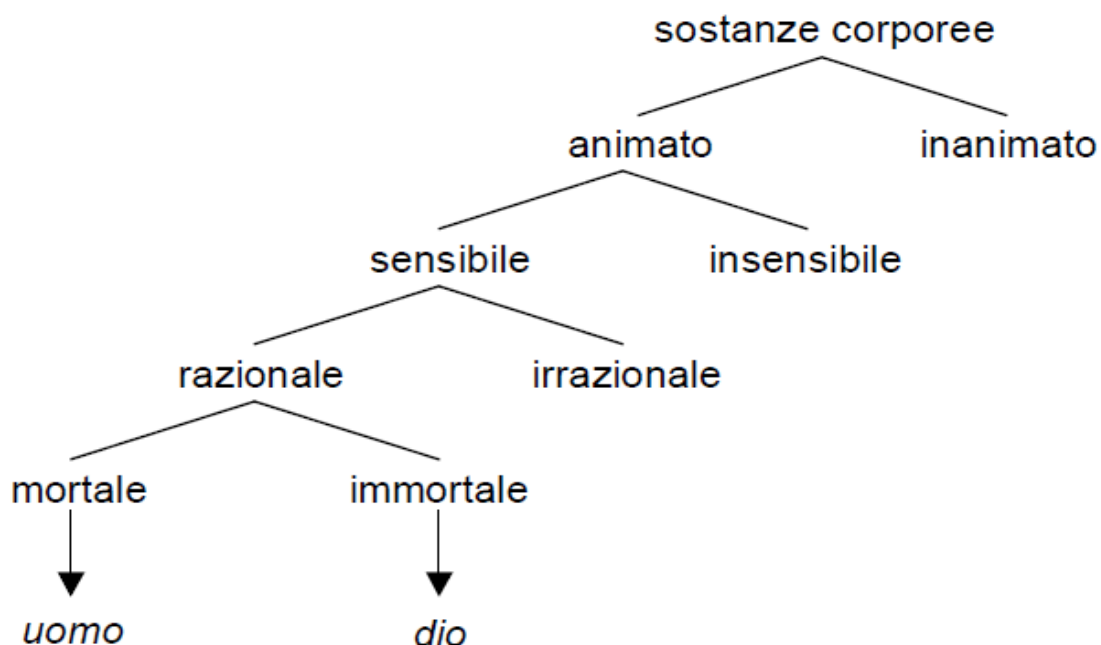 sostanze corporee
animato inanimato
sensibile insensibile
razionale irrazionale
mortale immortale
uomo dio